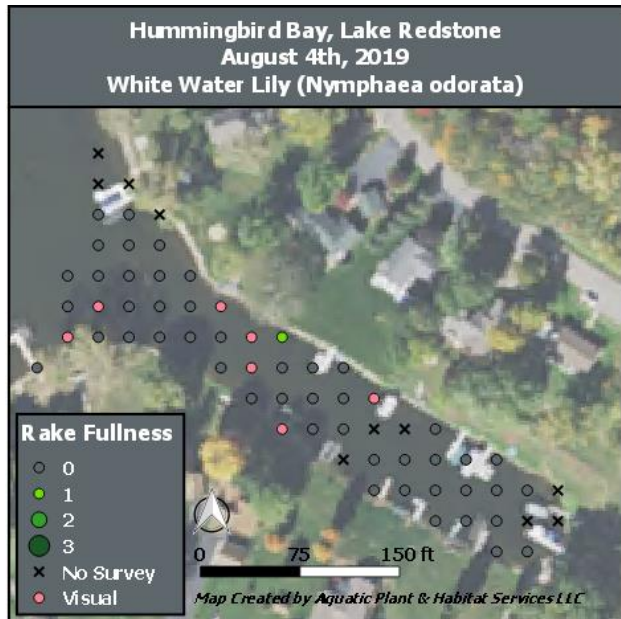 Hummingbird Bay, Lake Redstone
August 4th, 2019
White Water Lily (Nymphaea odorata)
Rake Fullness
0
1
2
3
No Survey
Visual
0 75 150 ft
Map Created by Aquatic Plant & Habitat Services LLC